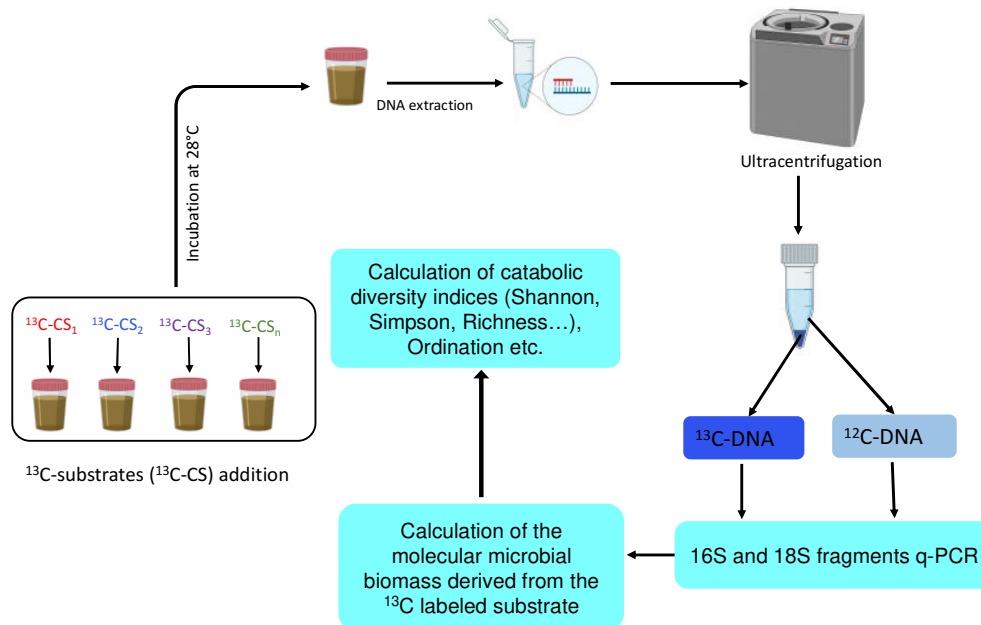 DNA extraction
Ultracentrifugation
Incubation at 28°C
¹³C-CS₁
¹³C-CS₂
¹³C-CS₃
¹³C-CSₙ
¹³C-substrates (¹³C-CS) addition
Calculation of catabolic
diversity indices (Shannon,
Simpson, Richness…),
Ordination etc.
¹³C-DNA
¹²C-DNA
16S and 18S fragments q-PCR
Calculation of the
molecular microbial
biomass derived from the
¹³C labeled substrate